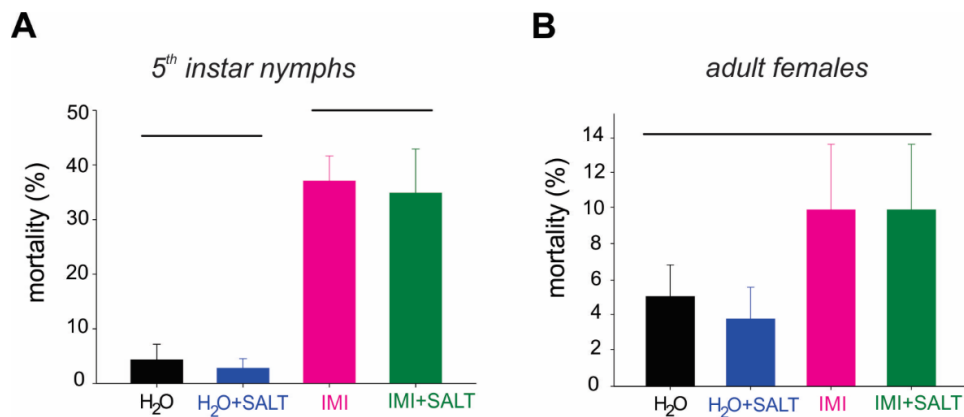 A
5th instar nymphs
mortality (%)
50
40
30
20
10
0
H2O
H2O+SALT
IMI
IMI+SALT
B
adult females
mortality (%)
14
12
10
8
6
4
2
0
H2O
H2O+SALT
IMI
IMI+SALT